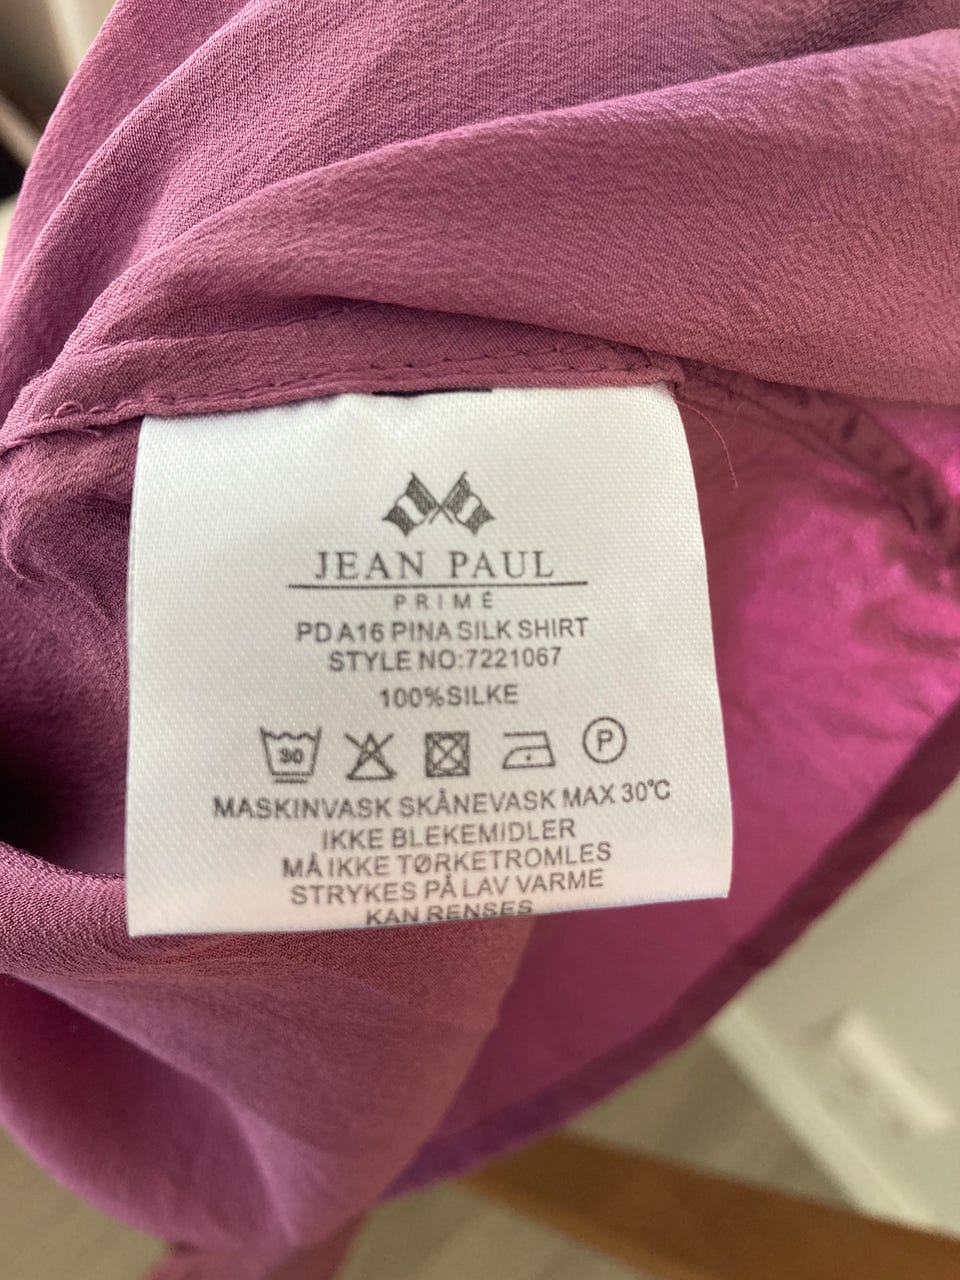 JEAN PAUL
PRIMÉ
PD A16 PINA SILK SHIRT
STYLE NO:7221067
100%SILKE
30 P
MASKINVASK SKÅNEVASK MAX 30°C
IKKE BLEKEMIDLER
MÅ IKKE TØRKETROMLES
STRYKES PÅ LAV VARME
KAN RENSES